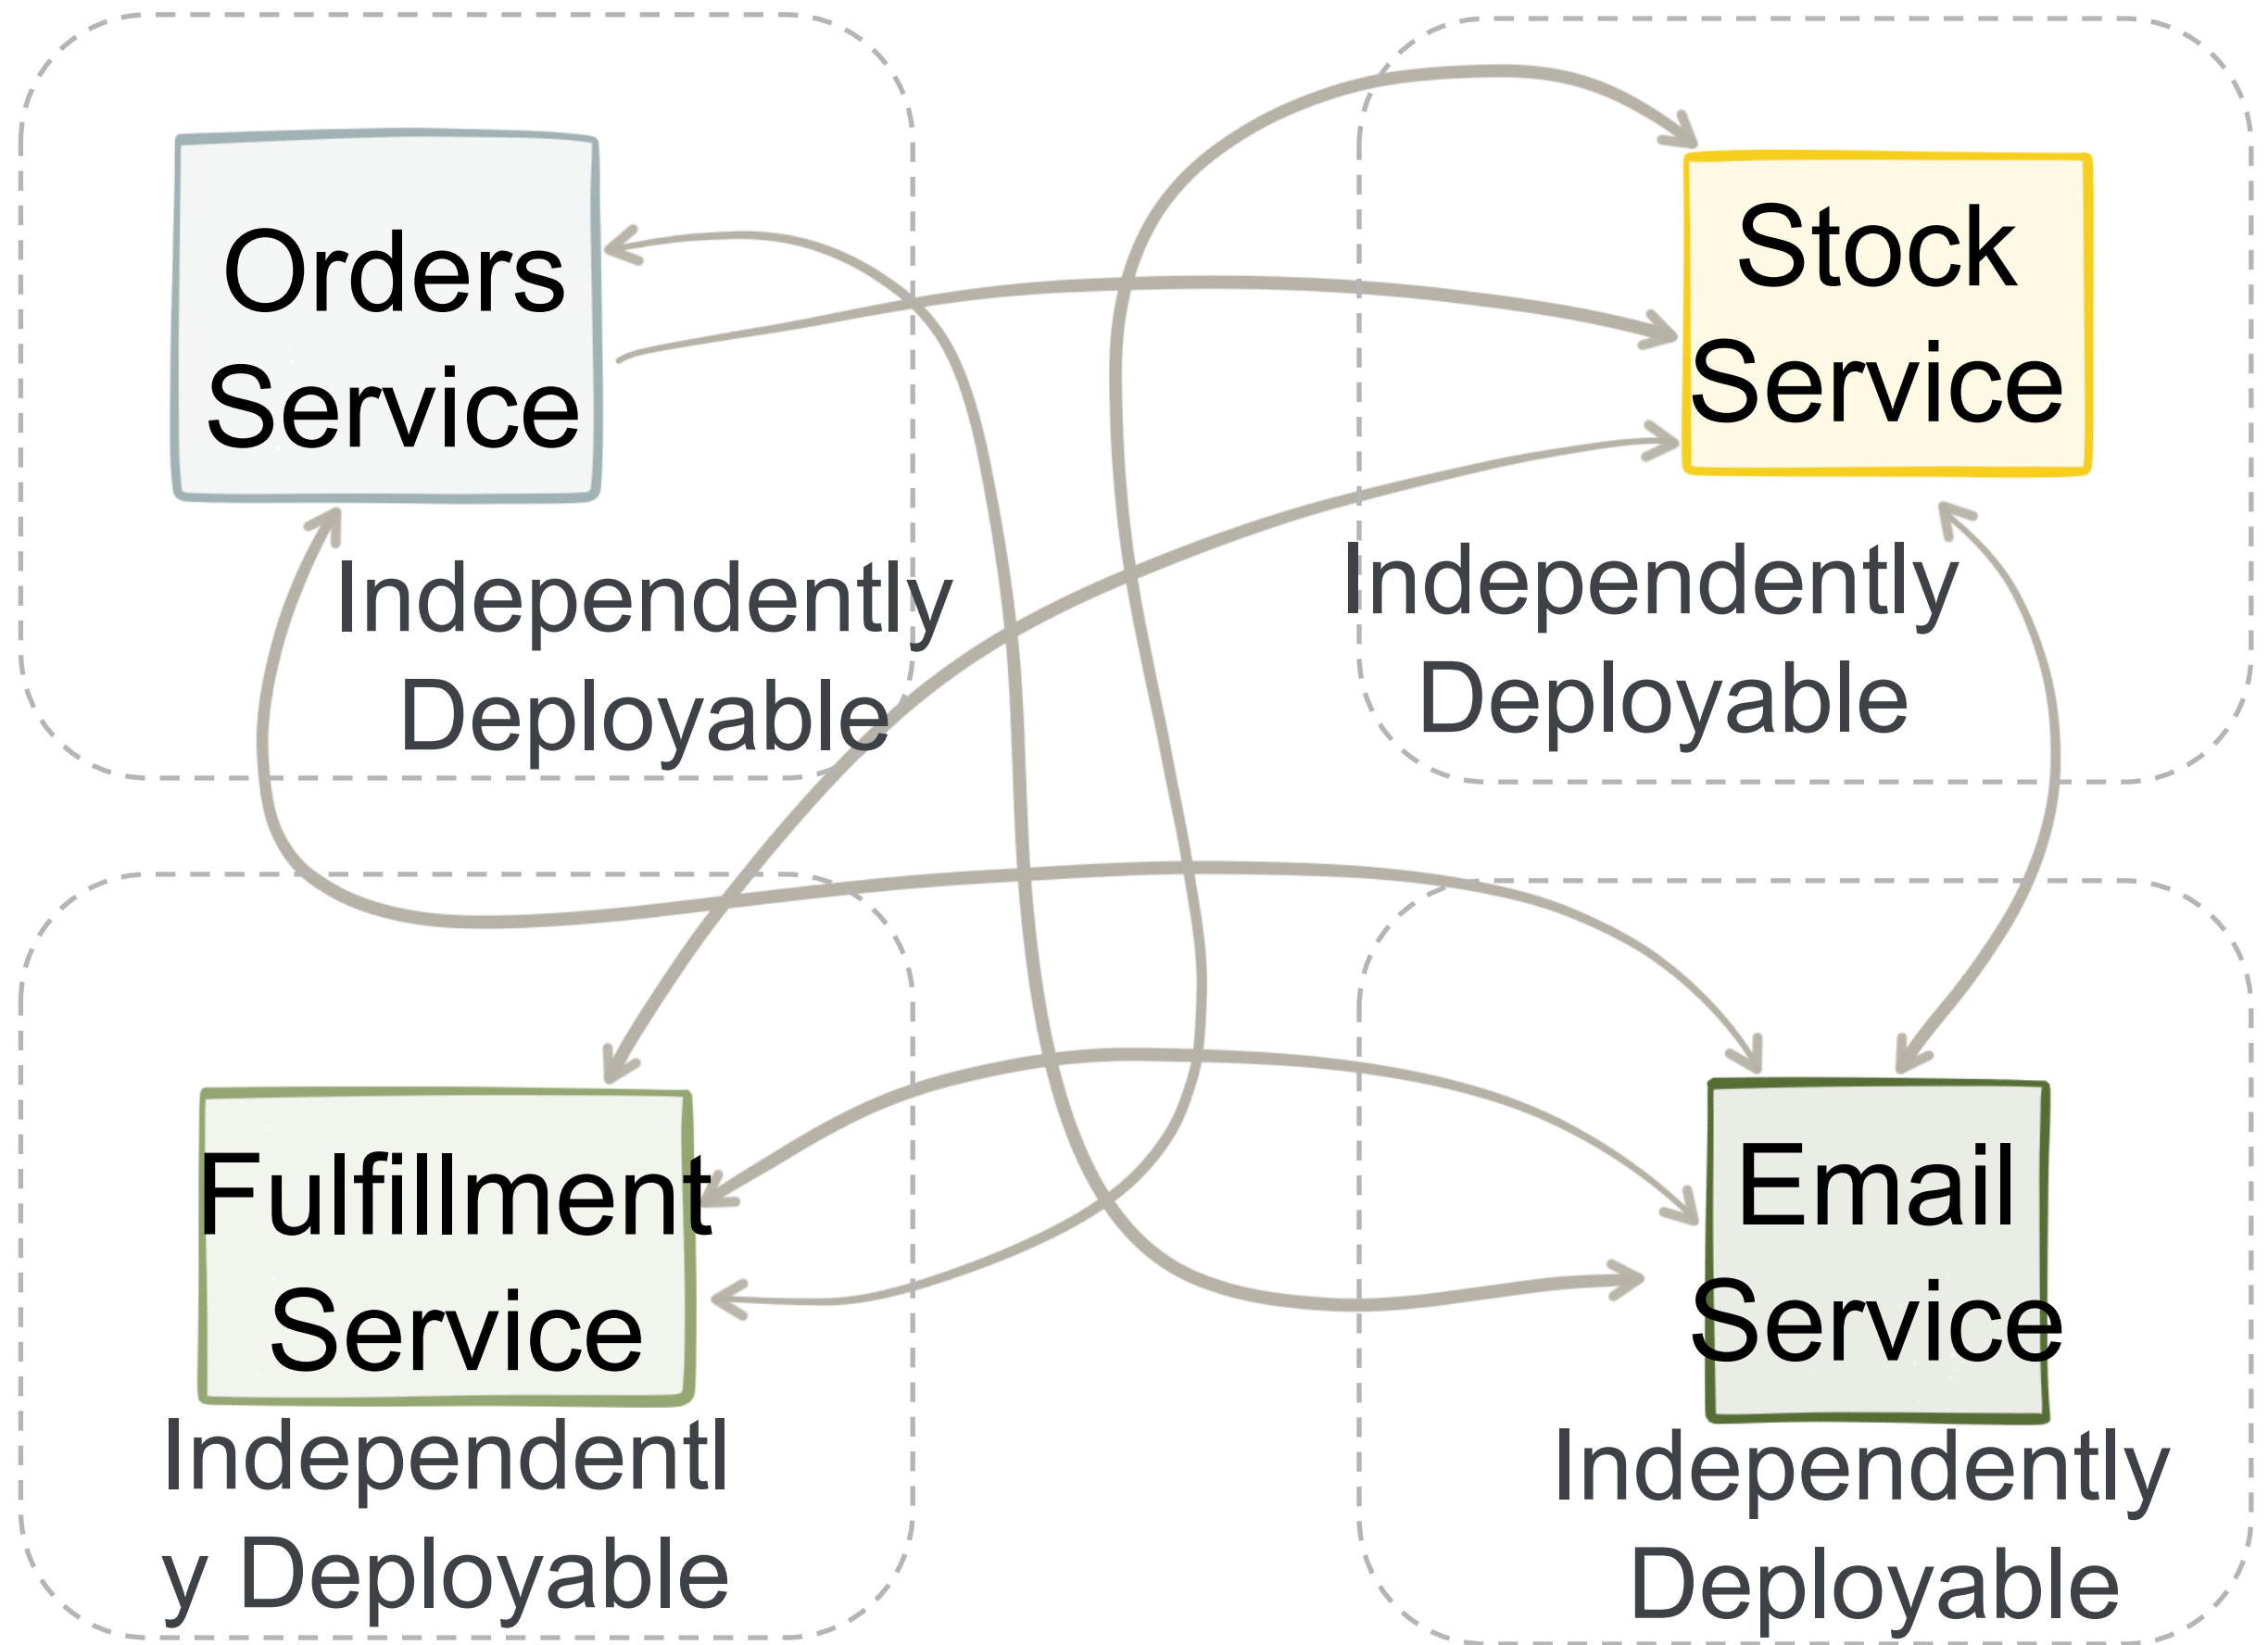 Orders
Service
Independently
Deployable
Stock
Service
Independently
Deployable
Fulfillment
Service
Independentl
y Deployable
Email
Service
Independently
Deployable